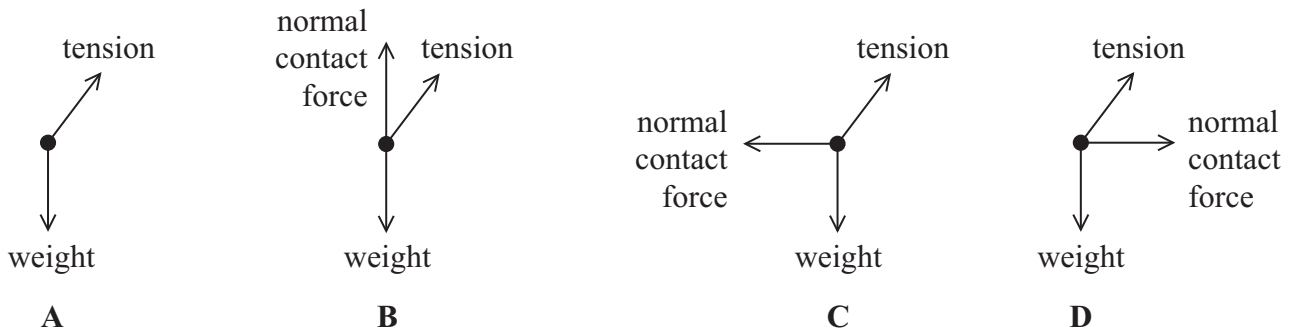 tension
weight
A
normal
contact
force
tension
weight
B
tension
normal
contact
force
weight
C
tension
normal
contact
force
weight
D